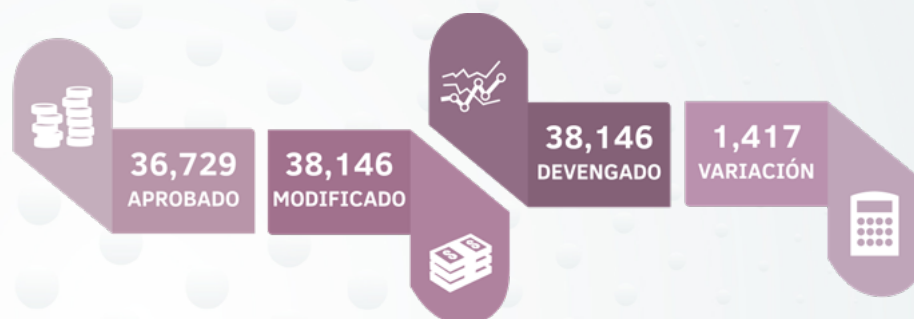 36,729
APROBADO
38,146
MODIFICADO
38,146
DEVENGADO
1,417
VARIACIÓN